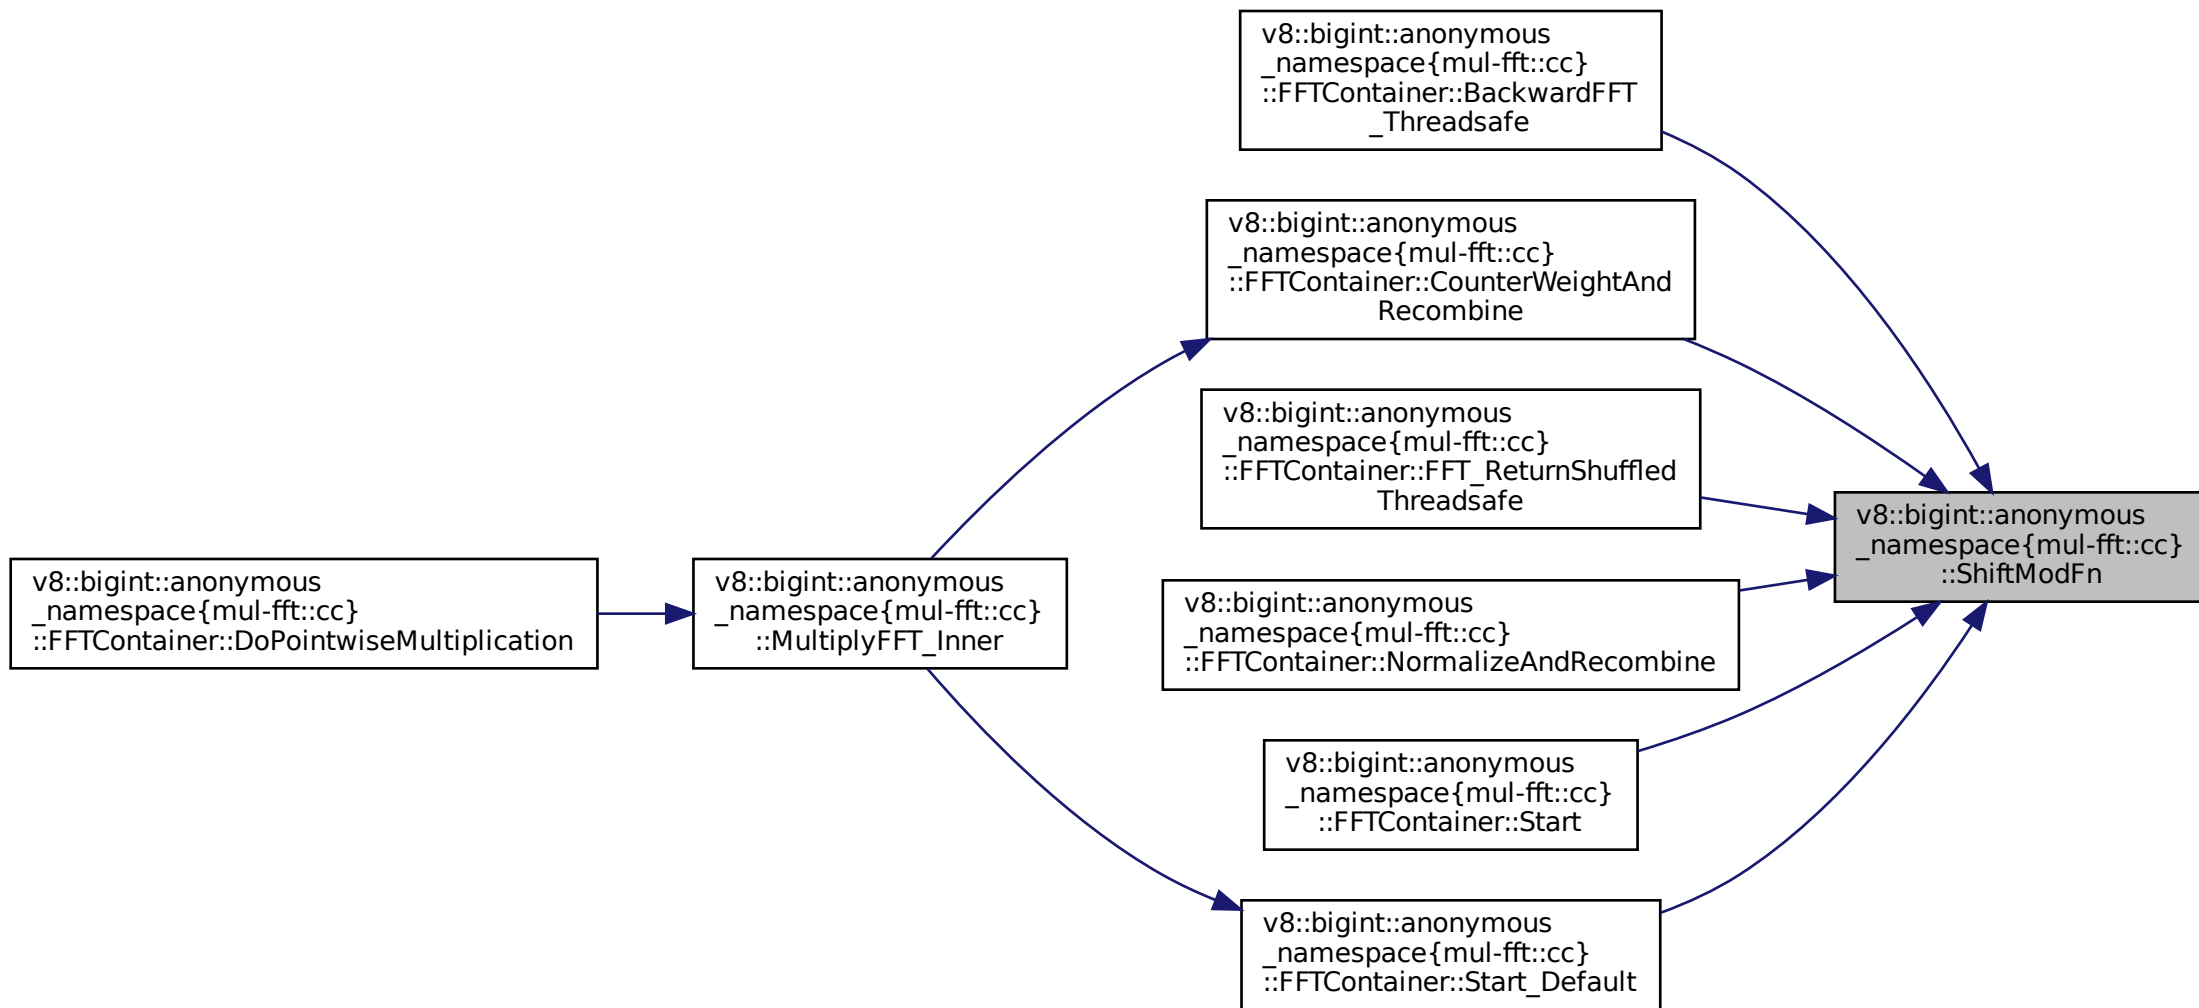 v8::bigint::anonymous
_namespace{mul-fft::cc}
::FFTContainer::BackwardFFT
_Threadsafe
v8::bigint::anonymous
_namespace{mul-fft::cc}
::FFTContainer::CounterWeightAnd
Recombine
v8::bigint::anonymous
_namespace{mul-fft::cc}
::FFTContainer::FFT_ReturnShuffled
Threadsafe
v8::bigint::anonymous
_namespace{mul-fft::cc}
::ShiftModFn
v8::bigint::anonymous
_namespace{mul-fft::cc}
::FFTContainer::DoPointwiseMultiplication
v8::bigint::anonymous
_namespace{mul-fft::cc}
::MultiplyFFT_Inner
v8::bigint::anonymous
_namespace{mul-fft::cc}
::FFTContainer::NormalizeAndRecombine
v8::bigint::anonymous
_namespace{mul-fft::cc}
::FFTContainer::Start
v8::bigint::anonymous
_namespace{mul-fft::cc}
::FFTContainer::Start_Default